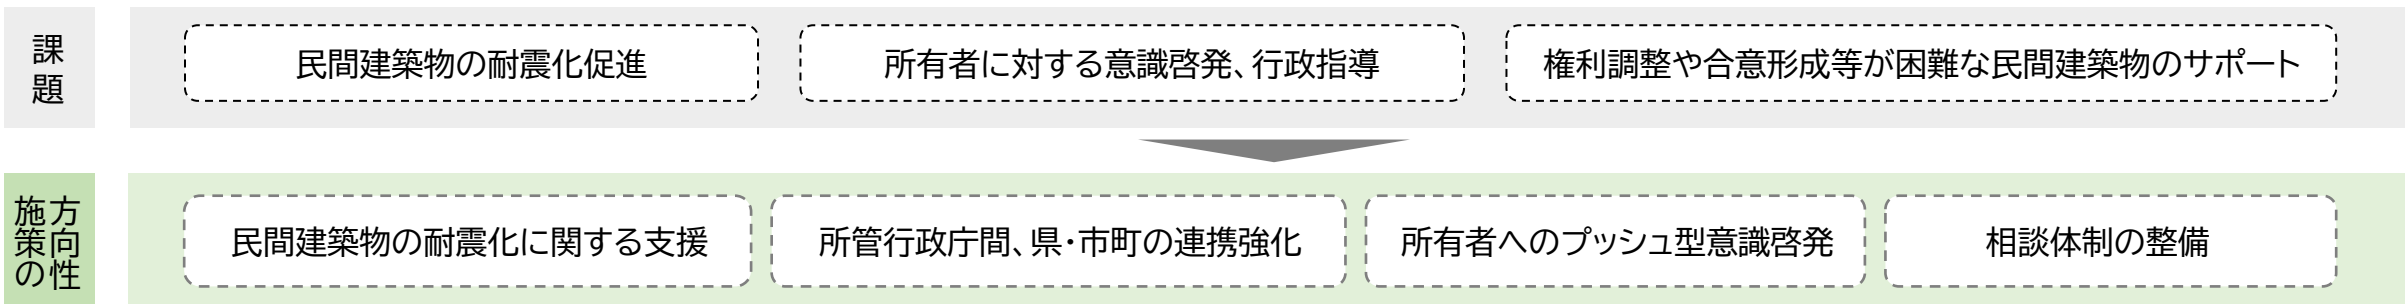 課題
民間建築物の耐震化促進
所有者に対する意識啓発、行政指導
権利調整や合意形成等が困難な民間建築物のサポート
施策の
方向性
民間建築物の耐震化に関する支援
所管行政庁間、県・市町の連携強化
所有者へのプッシュ型意識啓発
相談体制の整備